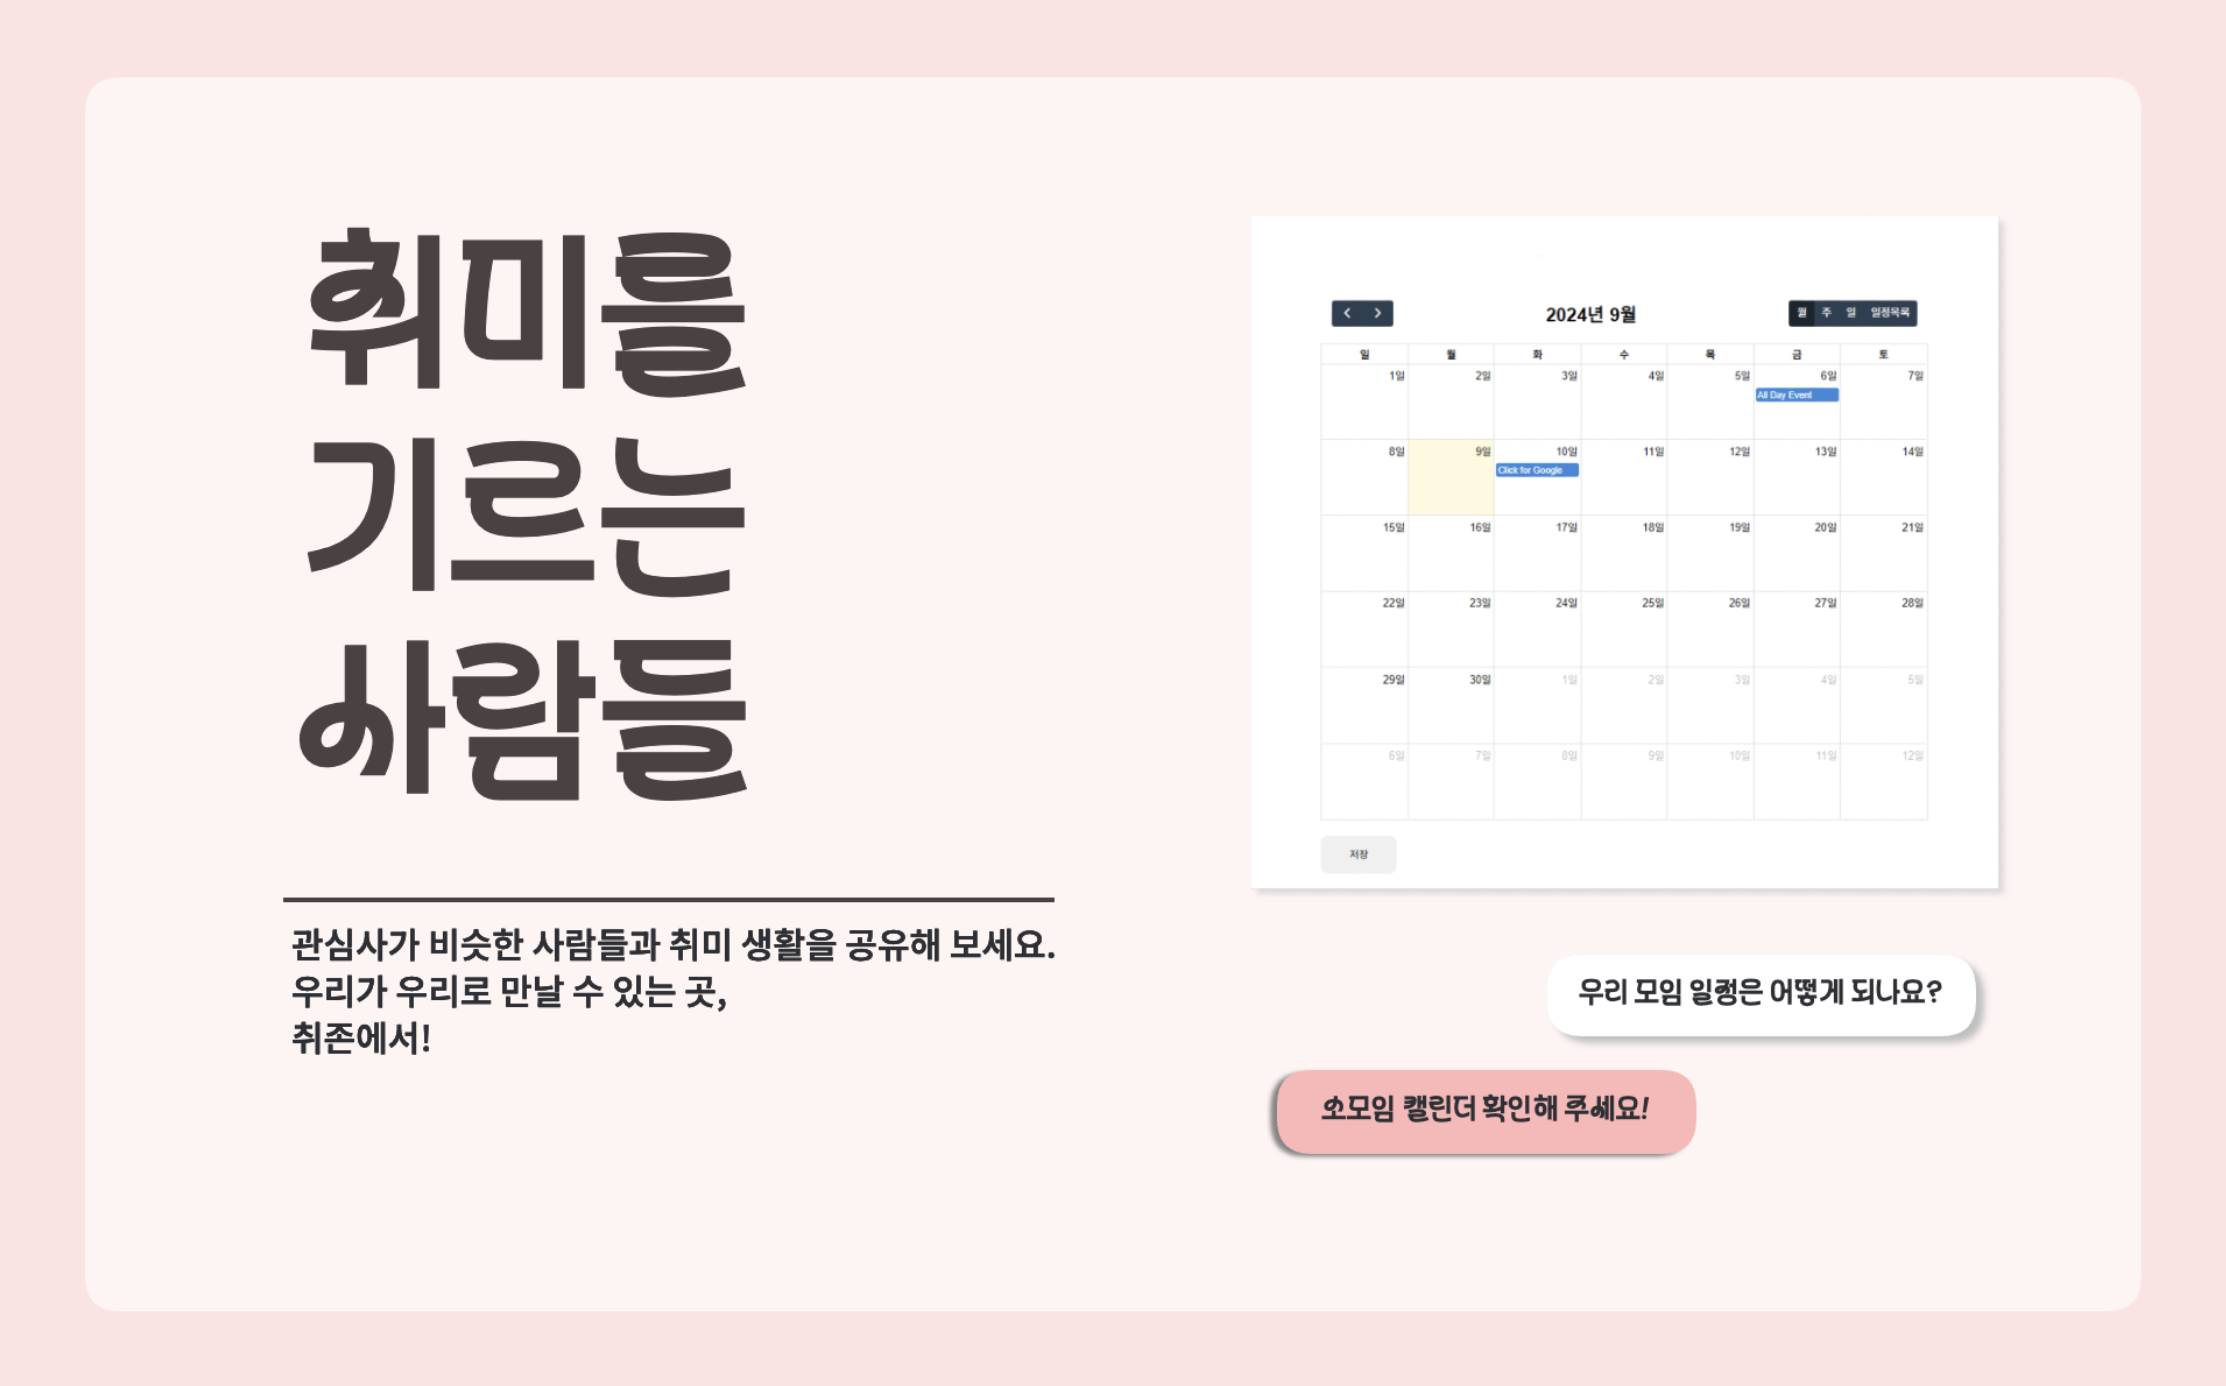 취미를
기르는
사람들
관심사가 비슷한 사람들과 취미 생활을 공유해 보세요.
우리가 우리로 만날 수 있는 곳,
취존에서!
2024년 9월
월 주 일 일정목록
일 월 화 수 목 금 토
1일 2일 3일 4일 5일 6일 7일
All Day Event
8일 9일 10일 11일 12일 13일 14일
Click for Google
15일 16일 17일 18일 19일 20일 21일
22일 23일 24일 25일 26일 27일 28일
29일 30일 1일 2일 3일 4일 5일
6일 7일 8일 9일 10일 11일 12일
저장
우리 모임 일정은 어떻게 되나요?
소모임 캘린더 확인해 주세요!